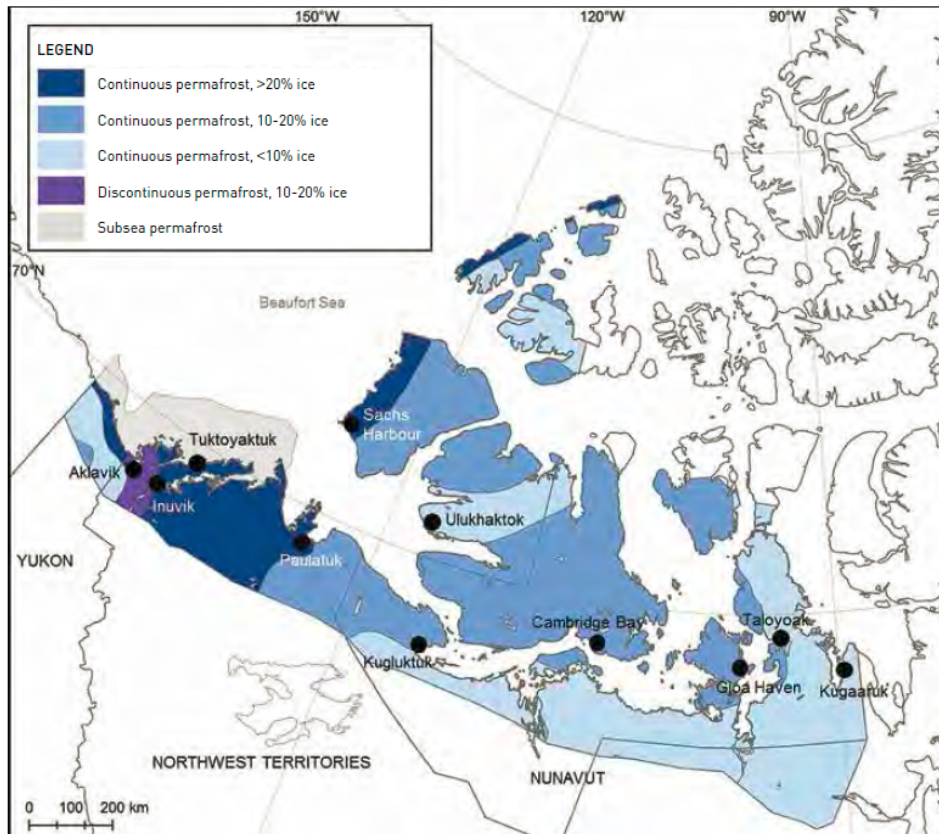 150°W
120°W
90°W
LEGEND
Continuous permafrost, >20% ice
Continuous permafrost, 10-20% ice
Continuous permafrost, <10% ice
Discontinuous permafrost, 10-20% ice
Subsea permafrost
70°N
Beaufort Sea
Sachs
Harbour
Tuktoyaktuk
Aklavik
Inuvik
Ulukhaktok
Paulatuk
YUKON
Cambridge Bay
Taloyoak
Kugluktuk
Gjoa Haven
Kugaaruk
NORTHWEST TERRITORIES
NUNAVUT
0 100 200 km